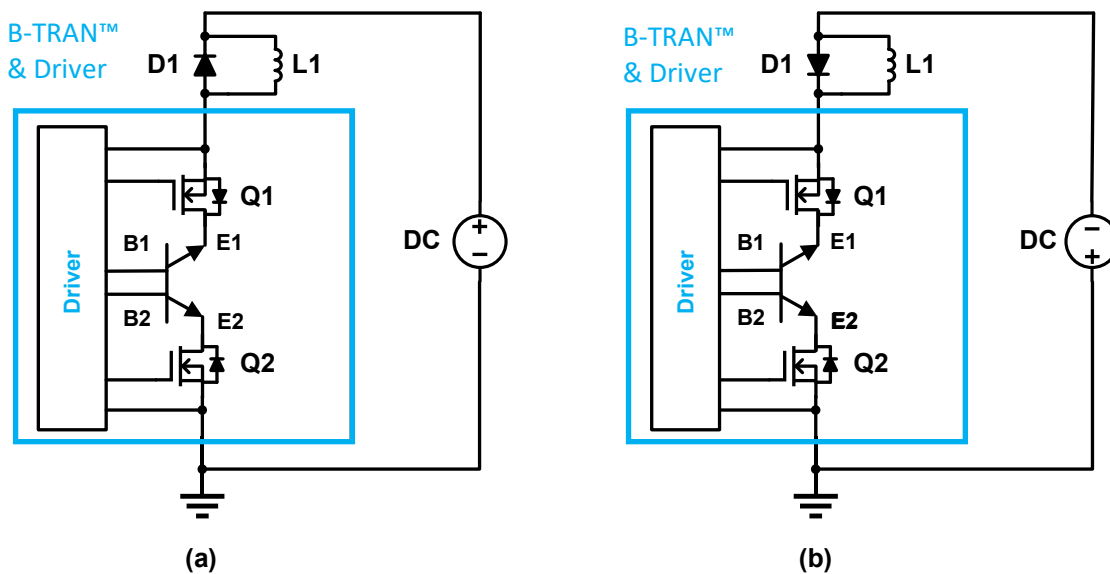 B-TRAN™
& Driver
D1
L1
Driver
Q1
B1
E1
B2
E2
Q2
DC
+
−
(a)
B-TRAN™
& Driver
D1
L1
Driver
Q1
B1
E1
B2
E2
Q2
DC
−
+
(b)